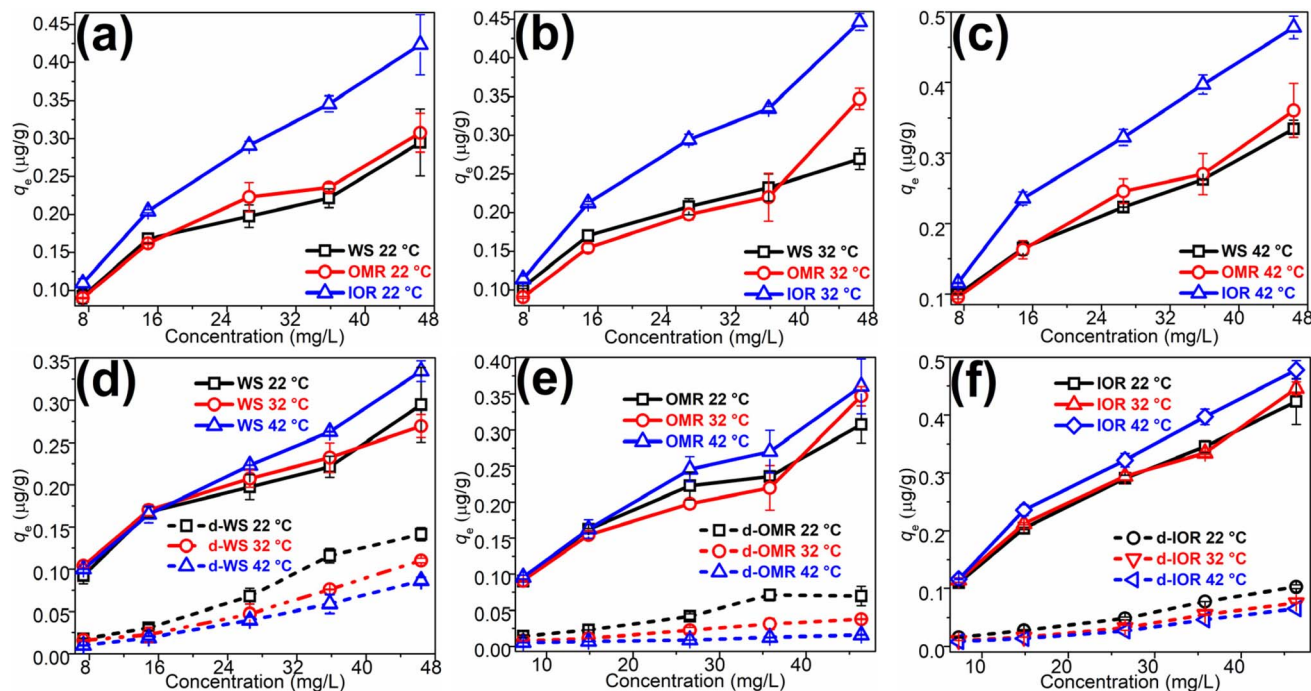 (a)
0.45
0.40
0.35
0.30
0.25
0.20
0.15
0.10
qe (µg/g)
WS 22 °C
OMR 22 °C
IOR 22 °C
8 16 24 32 40 48
Concentration (mg/L)
(b)
0.45
0.40
0.35
0.30
0.25
0.20
0.15
0.10
qe (µg/g)
WS 32 °C
OMR 32 °C
IOR 32 °C
8 16 24 32 40 48
Concentration (mg/L)
(c)
0.5
0.4
0.3
0.2
0.1
qe (µg/g)
WS 42 °C
OMR 42 °C
IOR 42 °C
8 16 24 32 40 48
Concentration (mg/L)
(d)
0.35
0.30
0.25
0.20
0.15
0.10
0.05
0.00
qe (µg/g)
WS 22 °C
WS 32 °C
WS 42 °C
d-WS 22 °C
d-WS 32 °C
d-WS 42 °C
8 16 24 32 40 48
Concentration (mg/L)
(e)
0.40
0.35
0.30
0.25
0.20
0.15
0.10
0.05
0.00
qe (µg/g)
OMR 22 °C
OMR 32 °C
OMR 42 °C
d-OMR 22 °C
d-OMR 32 °C
d-OMR 42 °C
10 20 30 40
Concentration (mg/L)
(f)
0.5
0.4
0.3
0.2
0.1
0.0
qe (µg/g)
IOR 22 °C
IOR 32 °C
IOR 42 °C
d-IOR 22 °C
d-IOR 32 °C
d-IOR 42 °C
10 20 30 40
Concentration (mg/L)